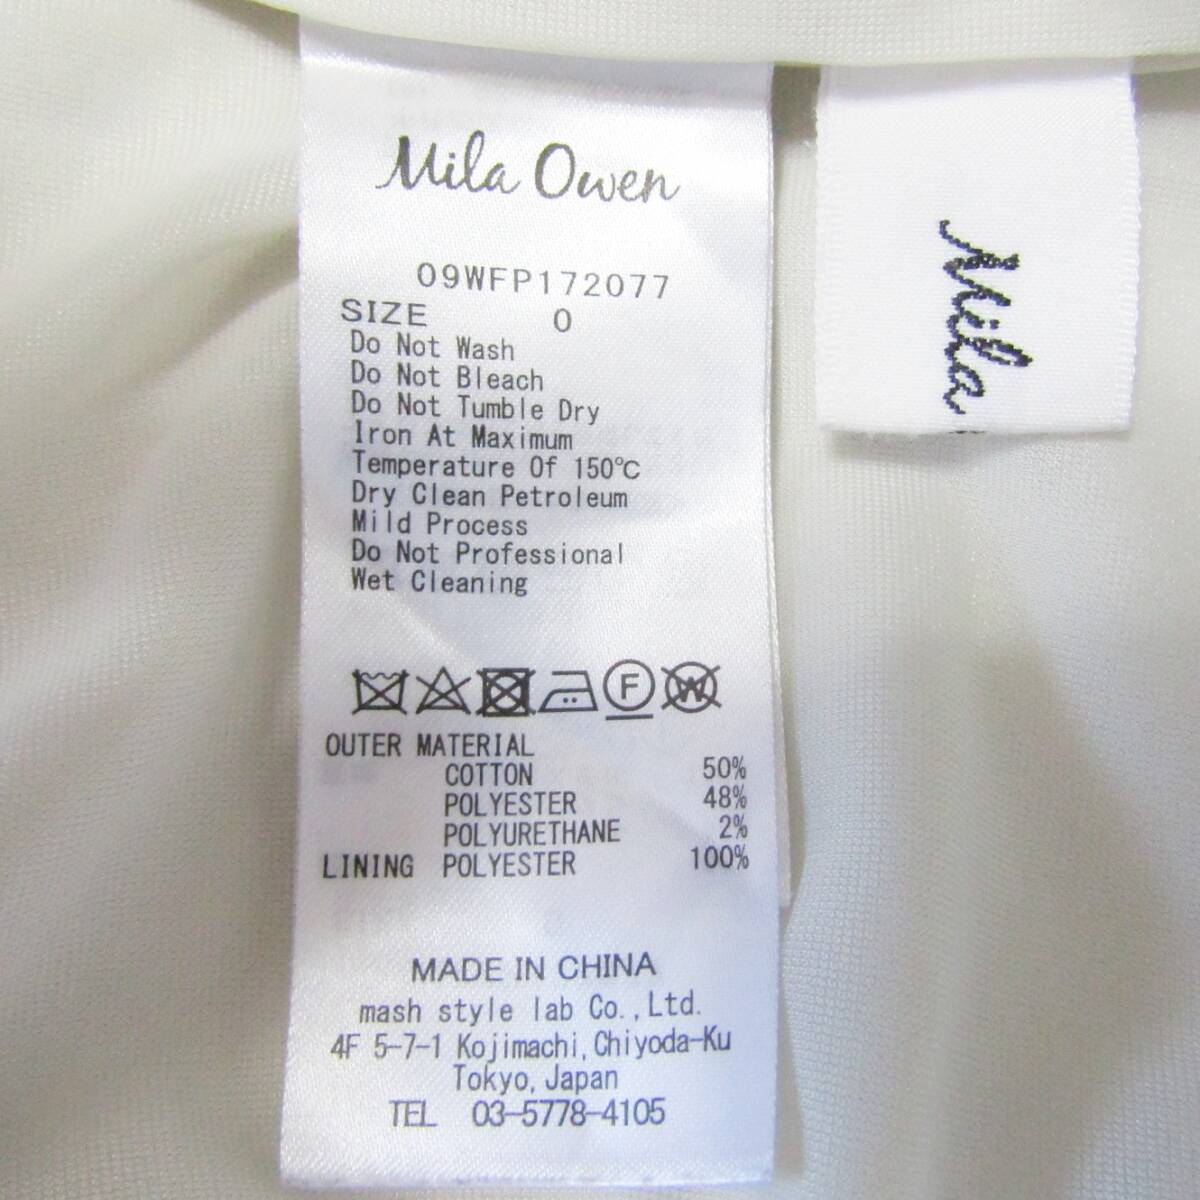 Mila Owen
09WFP172077
SIZE 0
Do Not Wash
Do Not Bleach
Do Not Tumble Dry
Iron At Maximum
Temperature Of 150℃
Dry Clean Petroleum
Mild Process
Do Not Professional
Wet Cleaning
F W
OUTER MATERIAL
COTTON 50%
POLYESTER 48%
POLYURETHANE 2%
LINING POLYESTER 100%
MADE IN CHINA
mash style lab Co.,Ltd.
4F 5-7-1 Kojimachi,Chiyoda-Ku
Tokyo,Japan
TEL 03-5778-4105
Mila